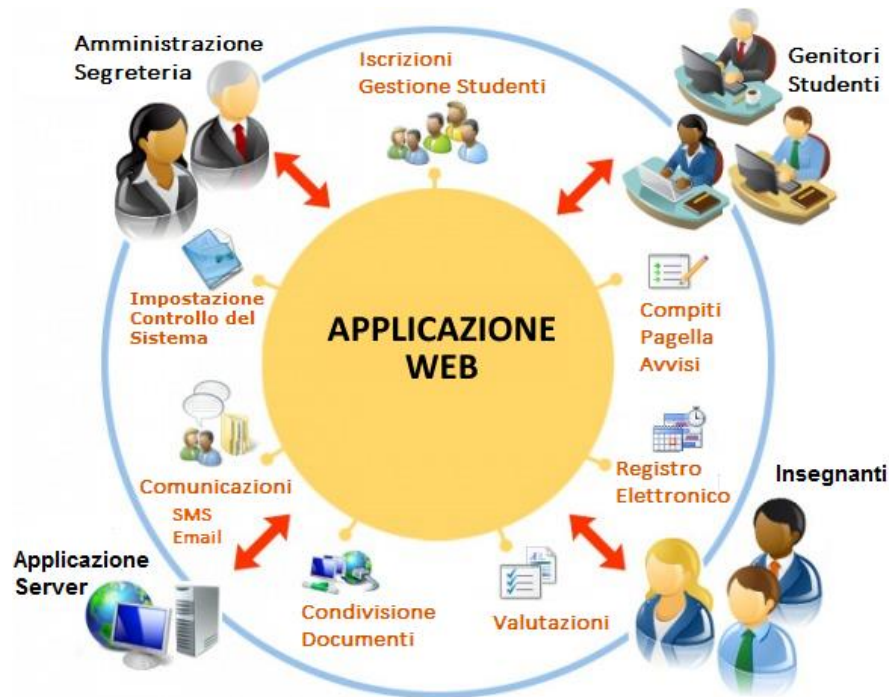 Amministrazione
Segreteria
Iscrizioni
Gestione Studenti
Genitori
Studenti
Impostazione
Controllo del
Sistema
APPLICAZIONE
WEB
Compiti
Pagella
Avvisi
Comunicazioni
SMS
Email
Registro
Elettronico
Insegnanti
Applicazione
Server
Condivisione
Documenti
Valutazioni